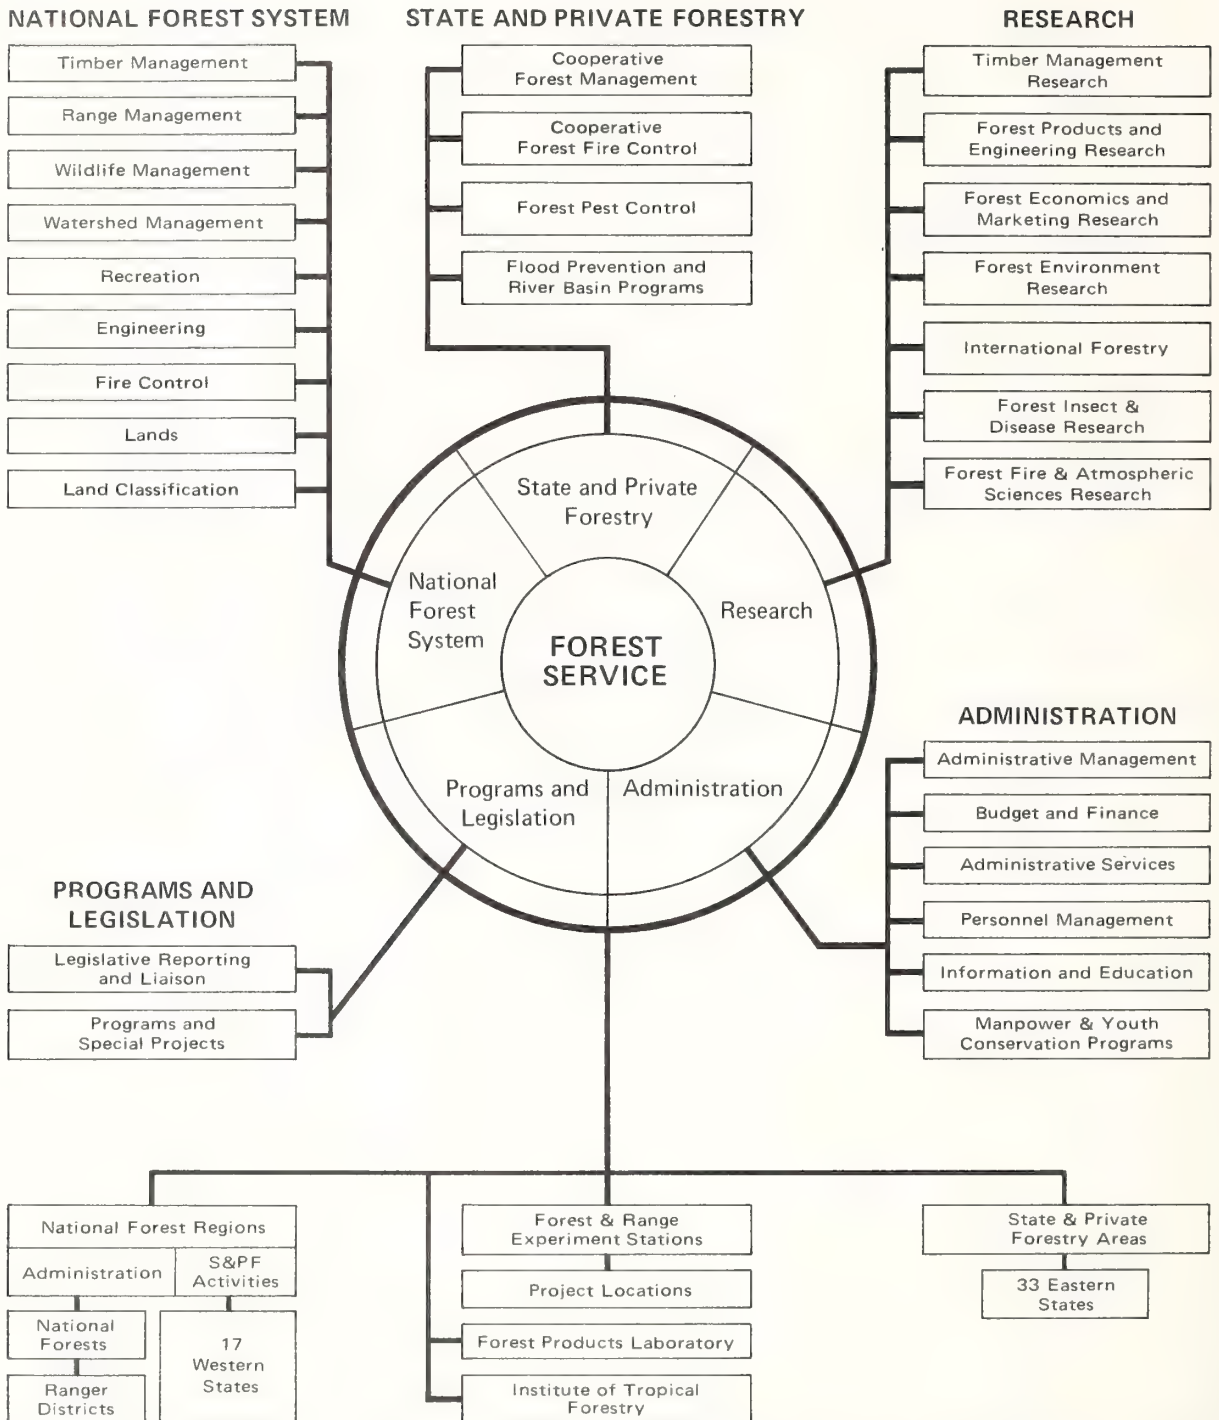 NATIONAL FOREST SYSTEM
Timber Management
Range Management
Wildlife Management
Watershed Management
Recreation
Engineering
Fire Control
Lands
Land Classification
STATE AND PRIVATE FORESTRY
Cooperative
Forest Management
Cooperative
Forest Fire Control
Forest Pest Control
Flood Prevention and
River Basin Programs
RESEARCH
Timber Management
Research
Forest Products and
Engineering Research
Forest Economics and
Marketing Research
Forest Environment
Research
International Forestry
Forest Insect &
Disease Research
Forest Fire & Atmospheric
Sciences Research
State and Private
Forestry
National
Forest
System
Research
FOREST
SERVICE
Programs and
Legislation
Administration
ADMINISTRATION
Administrative Management
Budget and Finance
Administrative Services
Personnel Management
Information and Education
Manpower & Youth
Conservation Programs
PROGRAMS AND
LEGISLATION
Legislative Reporting
and Liaison
Programs and
Special Projects
National Forest Regions
Administration
S&PF
Activities
National
Forests
Ranger
Districts
17
Western
States
Forest & Range
Experiment Stations
Project Locations
Forest Products Laboratory
Institute of Tropical
Forestry
State & Private
Forestry Areas
33 Eastern
States